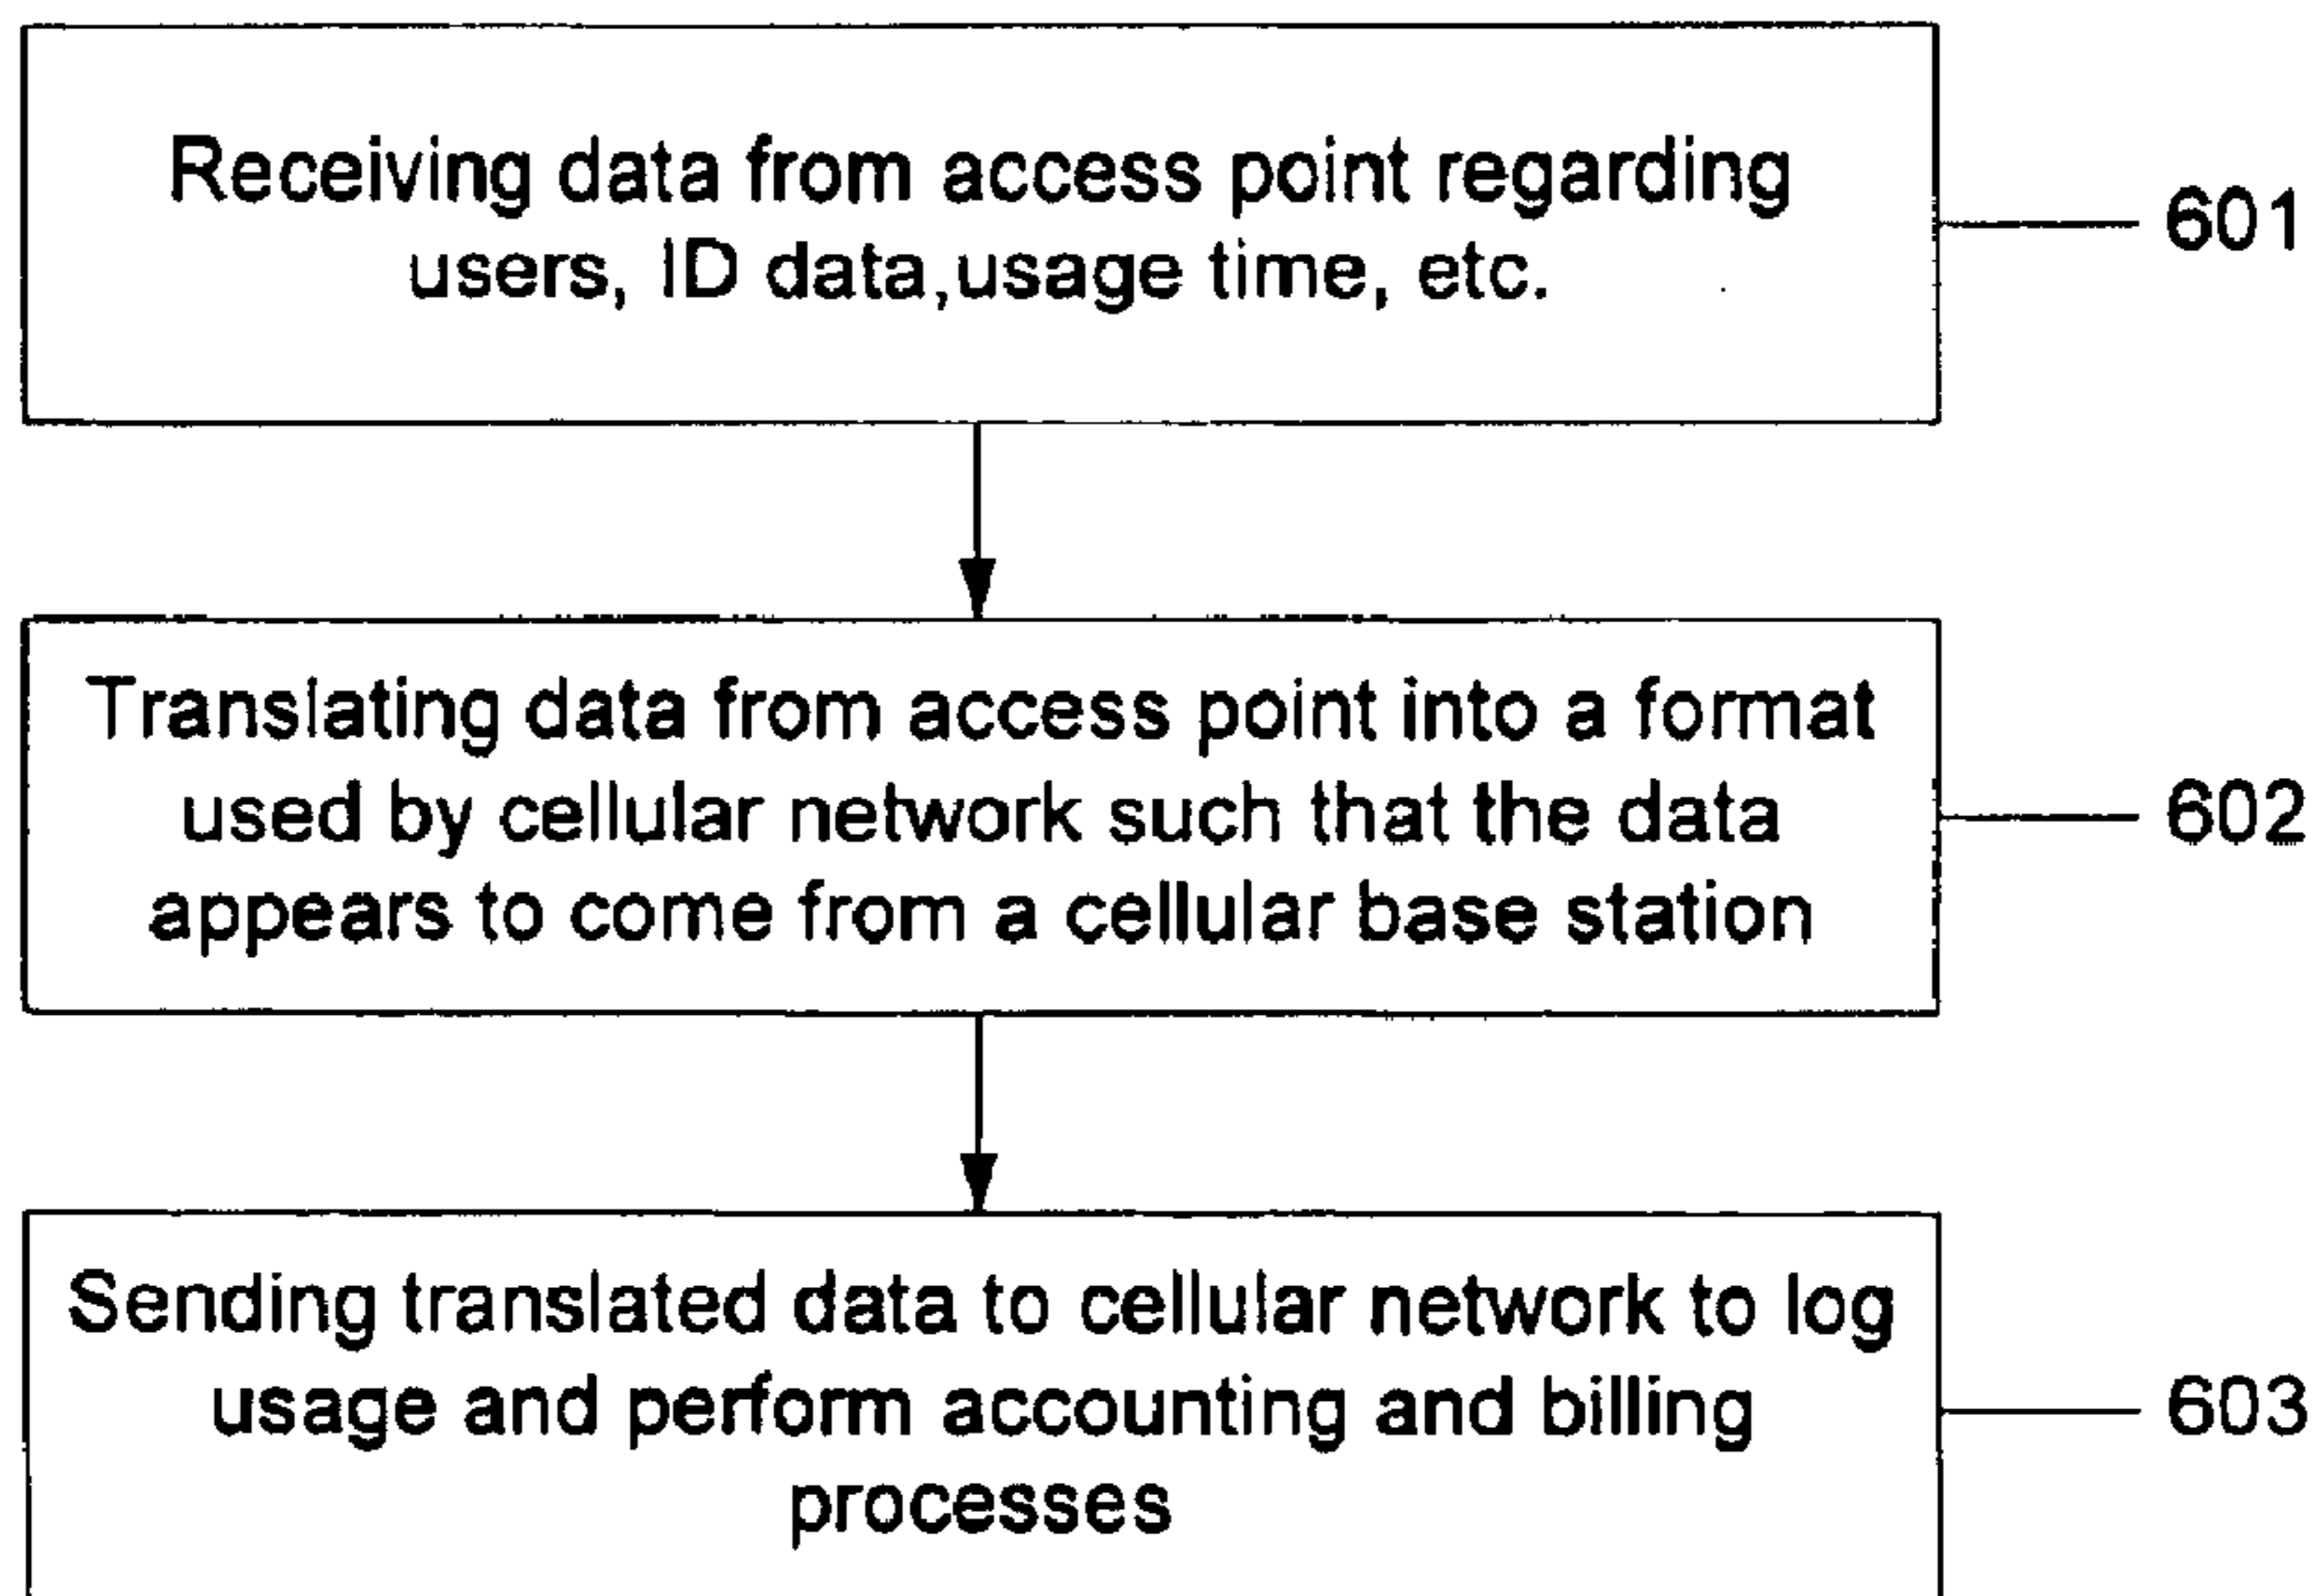 Receiving data from access point regarding
users, ID data,usage time, etc.
601
Translating data from access point into a format
used by cellular network such that the data
appears to come from a cellular base station
602
Sending translated data to cellular network to log
usage and perform accounting and billing
processes
603